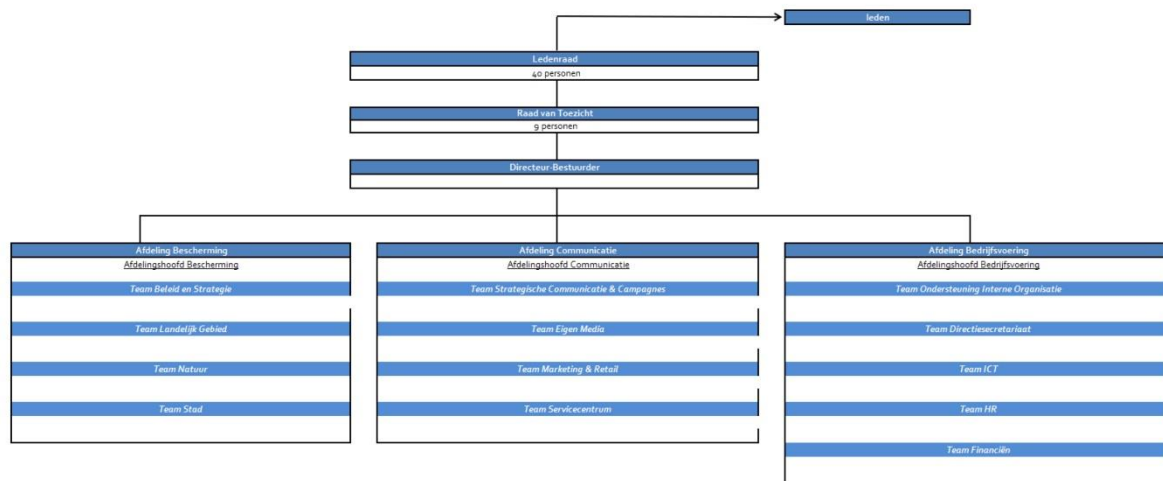 leden
Ledenraad
40 personen
Raad van Toezicht
9 personen
Directeur-Bestuurder
Afdeling Bescherming
Afdelingshoofd Bescherming
Team Beleid en Strategie
Team Landelijk Gebied
Team Natuur
Team Stad
Afdeling Communicatie
Afdelingshoofd Communicatie
Team Strategische Communicatie & Campagnes
Team Eigen Media
Team Marketing & Retail
Team Servicecentrum
Afdeling Bedrijfsvoering
Afdelingshoofd Bedrijfsvoering
Team Ondersteuning Interne Organisatie
Team Directiesecretariaat
Team ICT
Team HR
Team Financiën